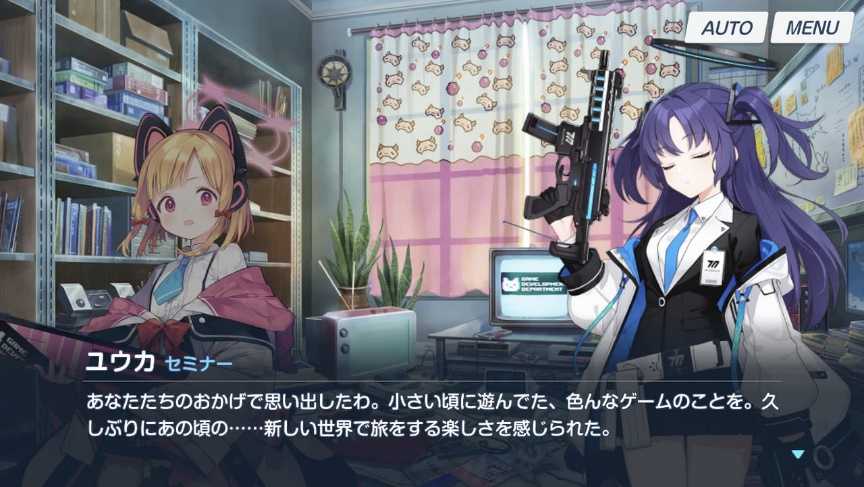 AUTO
MENU
GAME
DEVELOPMENT
DEPARTMENT
ユウカ セミナー
あなたたちのおかげで思い出したわ。小さい頃に遊んでた、色んなゲームのことを。久
しぶりにあの頃の……新しい世界で旅をする楽しさを感じられた。